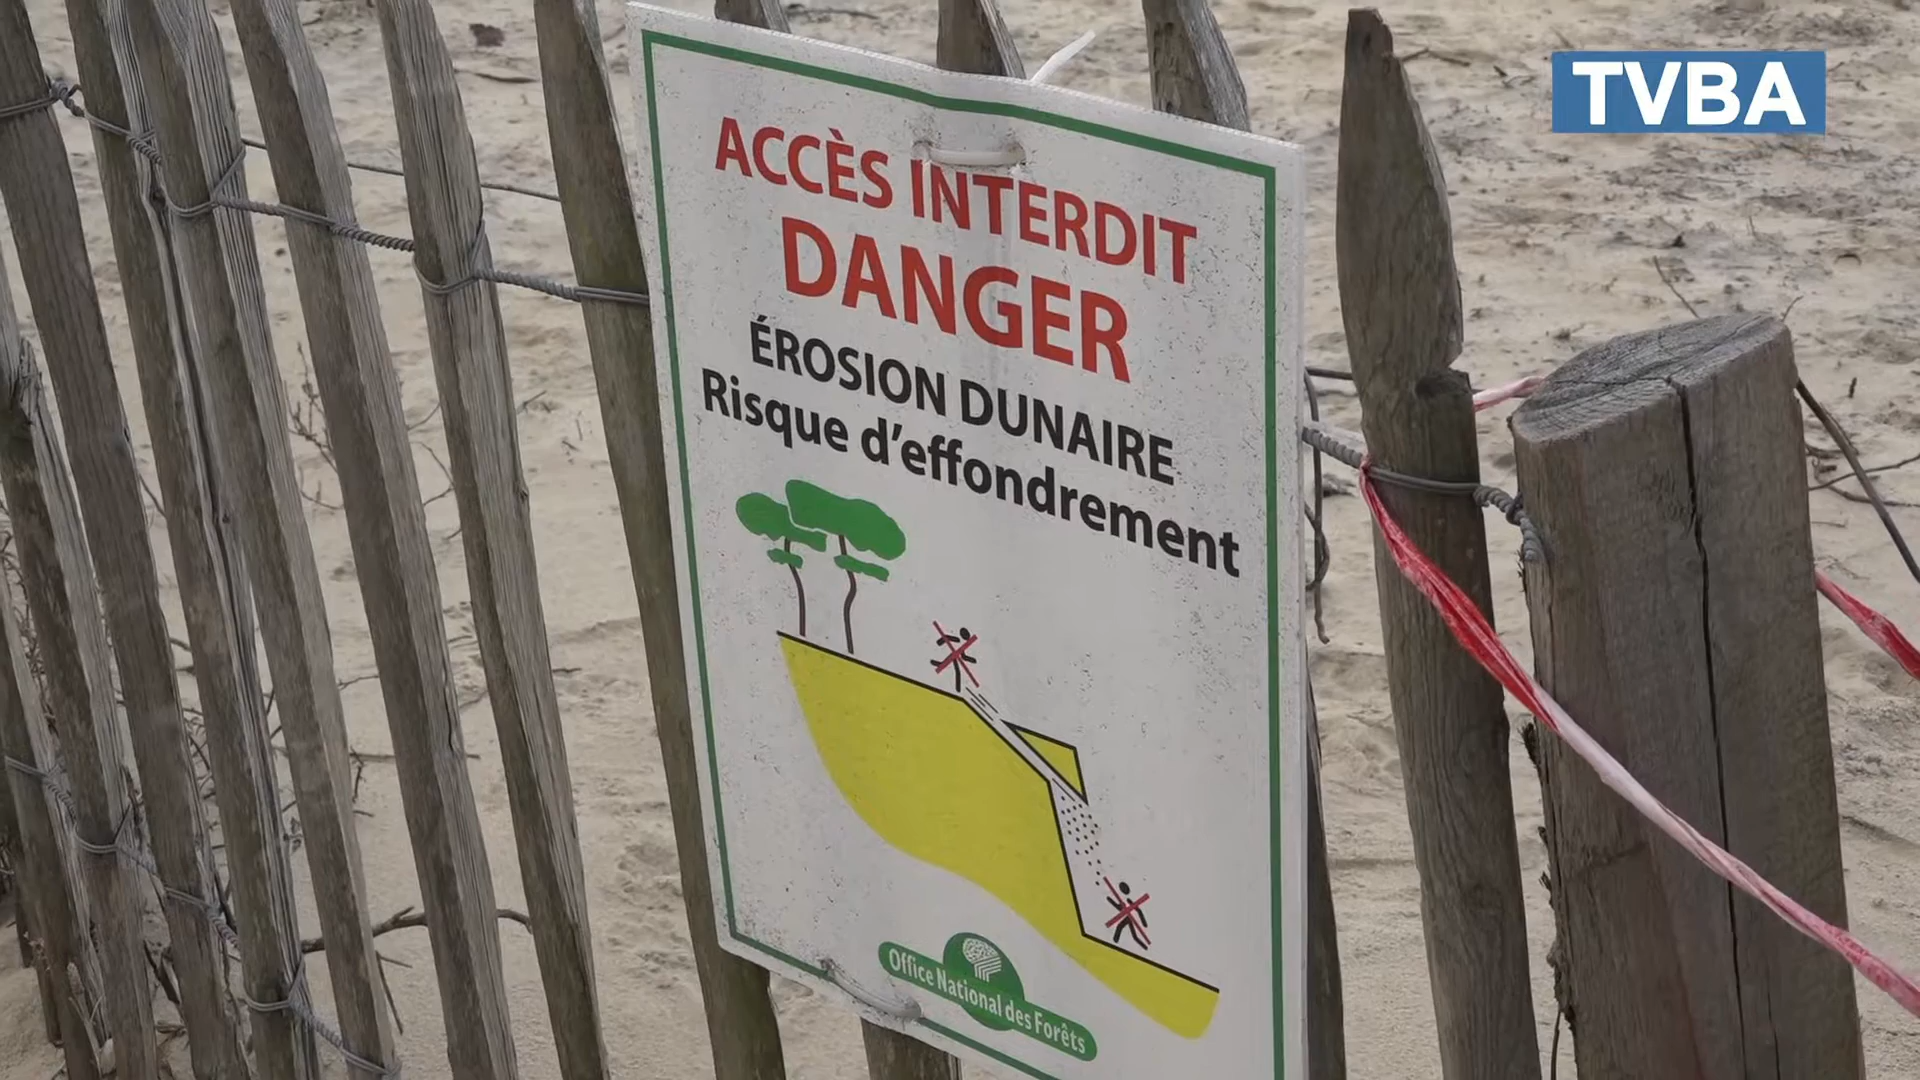 TVBA
ACCÈS INTERDIT
DANGER
ÉROSION DUNAIRE
Risque d'effondrement
Office National des Forêts